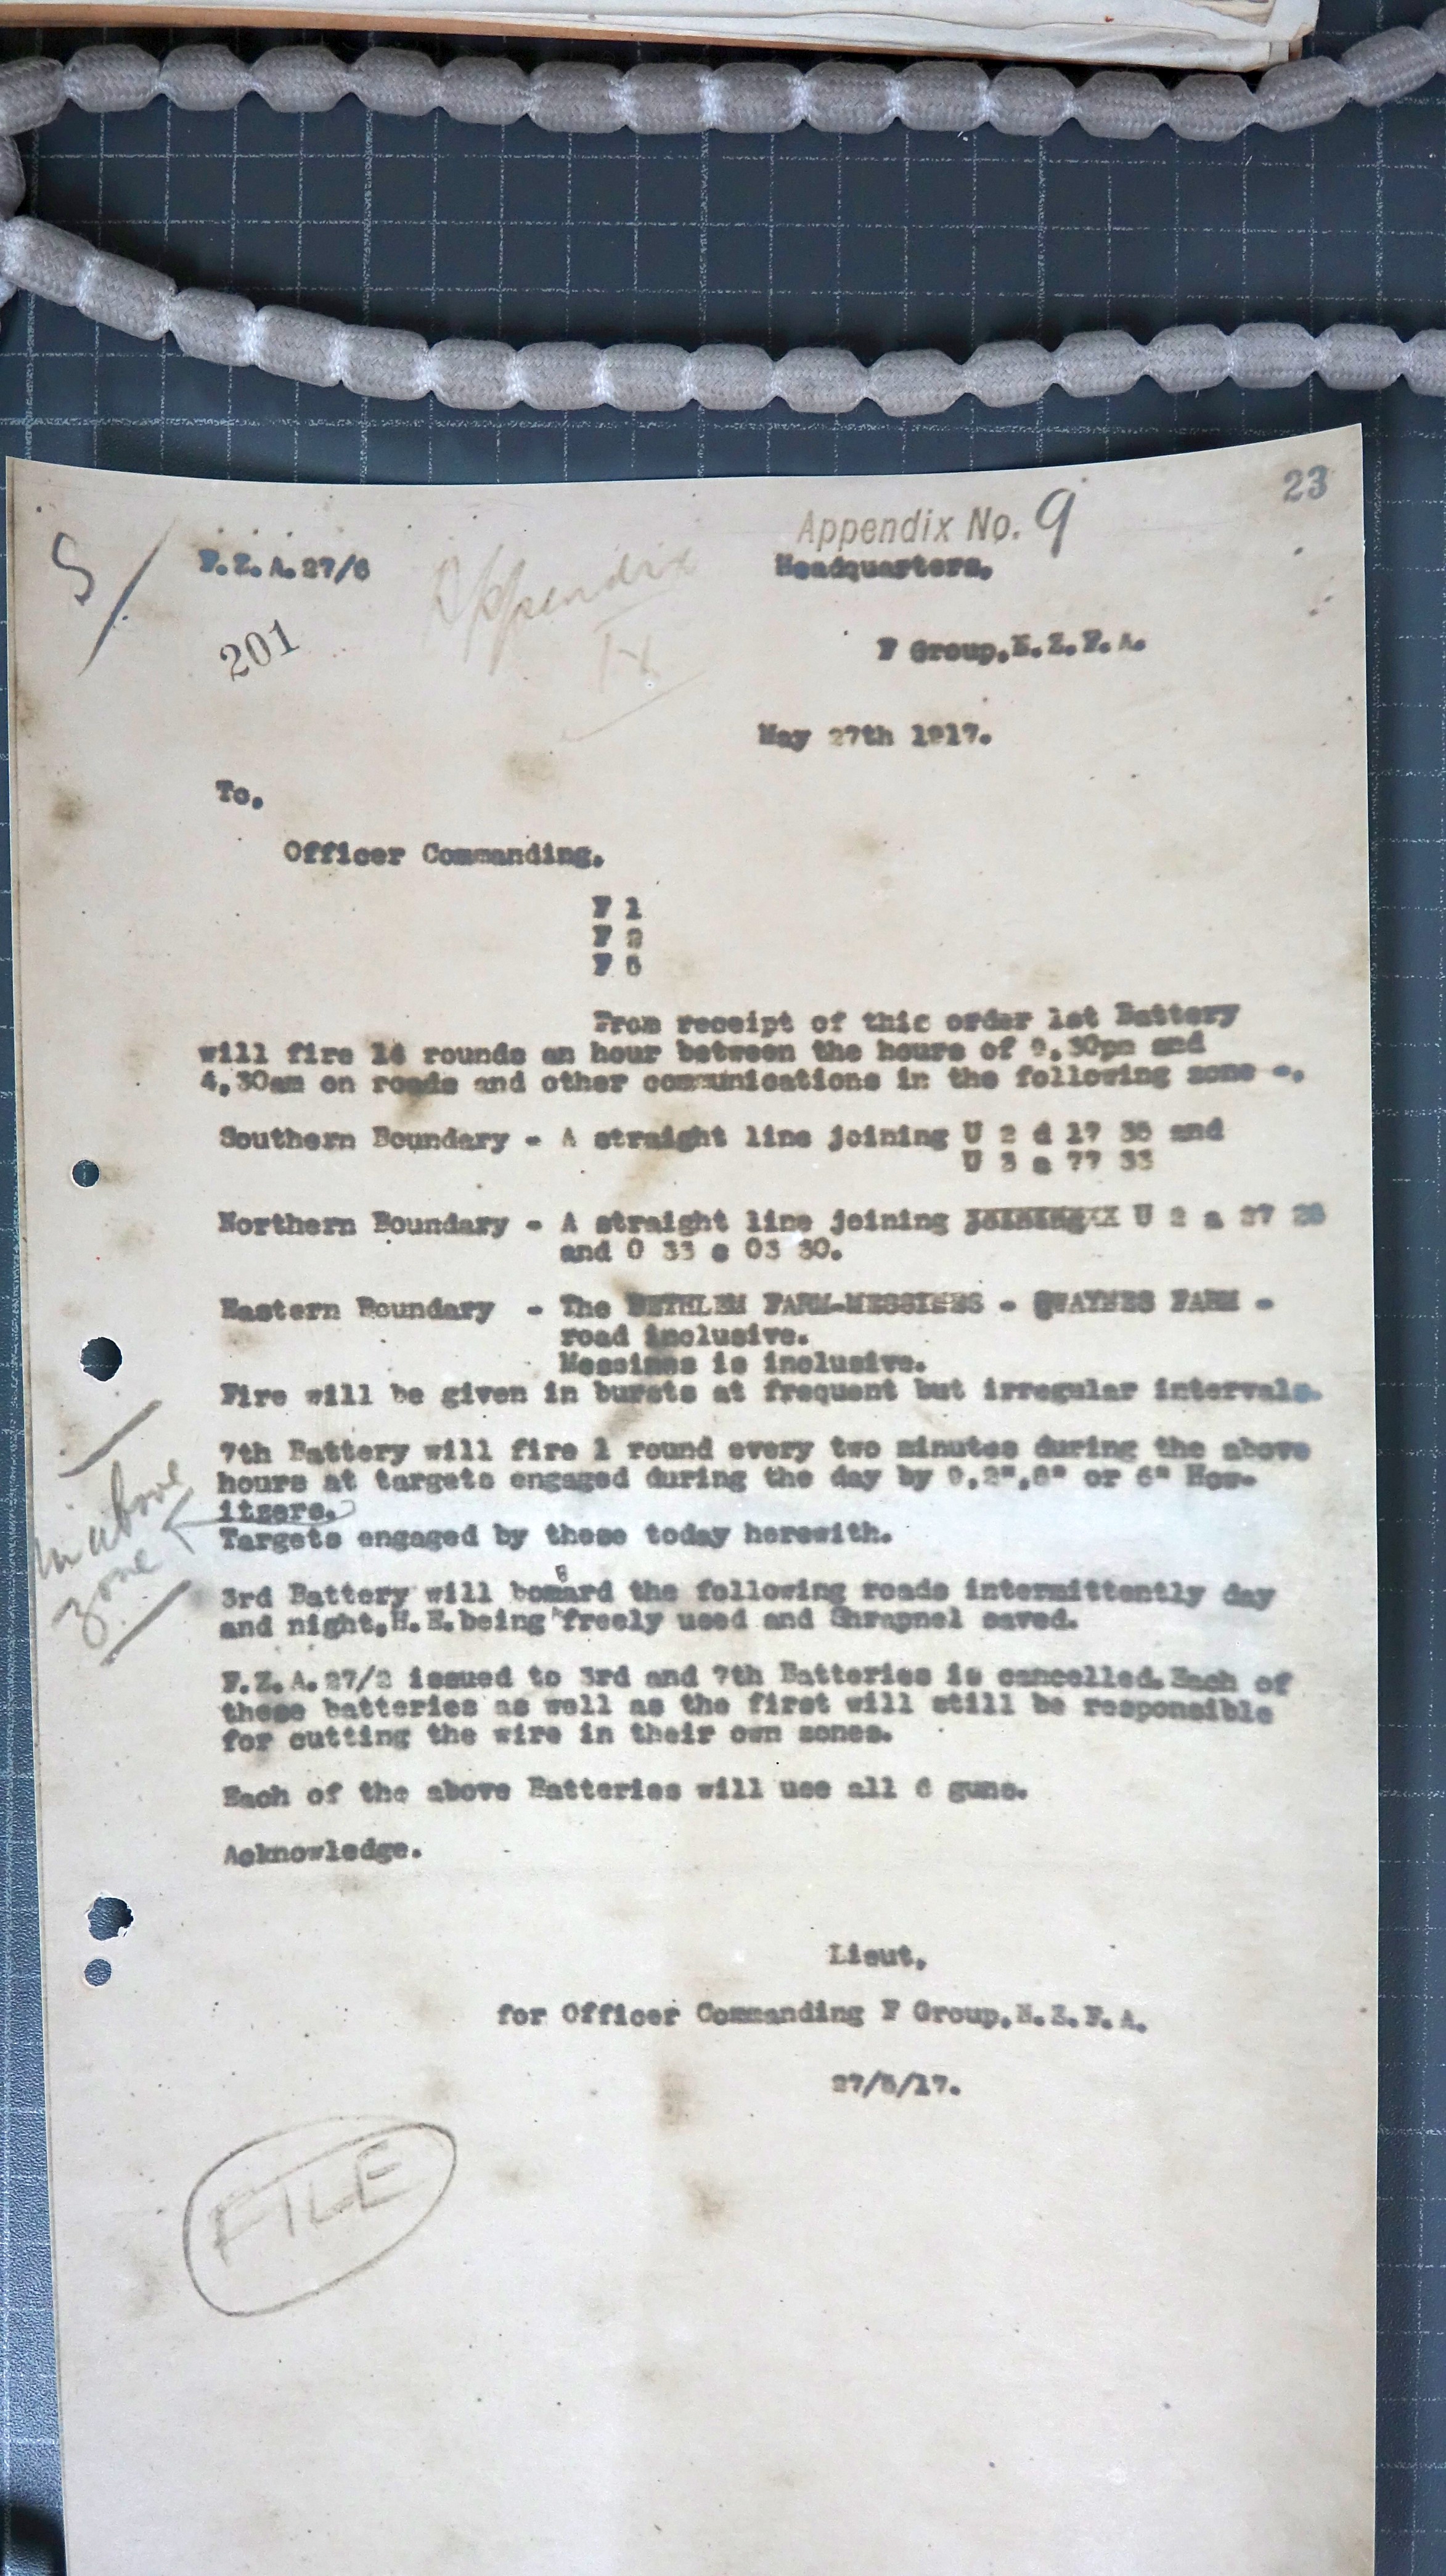 23
Appendix No. 9
5/
F.Z.A.27/6
Appendix
Headquarters.
201
F Group.N.Z.F.A.
May 27th 1917.
To.
Officer Commanding.
F 1
F 2
F
From receipt of this order 1st Battery
will fire rounds an hour between the hours of 9.30pm and
4.30am on roads and other communications in the following zone -.
Southern Boundary - A straight line joining U 2 d 17 and
U 3 77 33
Northern Boundary - A straight line joining U 2 a
and O 33 03 30.
Eastern Boundary - The BETHLEM FARM-MESSINES - SWAYNES FARM -
road inclusive.
Messines is inclusive.
Fire will be given in bursts at frequent but irregular intervals.
7th Battery will fire 1 round every two minutes during the above
hours at targets engaged during the day by 9.2",8" or 6" How-
itzers.
in above
zone
Targets engaged by these today herewith.
3rd Battery will bomBard the following roads intermittently day
and night.H.E.being freely used and Shrapnel saved.
F.Z.A.27/2 issued to 3rd and 7th Batteries is cancelled.Each of
these batteries as well as the first will still be responsible
for cutting the wire in their own zones.
Each of the above Batteries will use all 6 guns.
Acknowledge.
Lieut,
for Officer Commanding F Group.N.Z.F.A.
27/5/17.
FILE